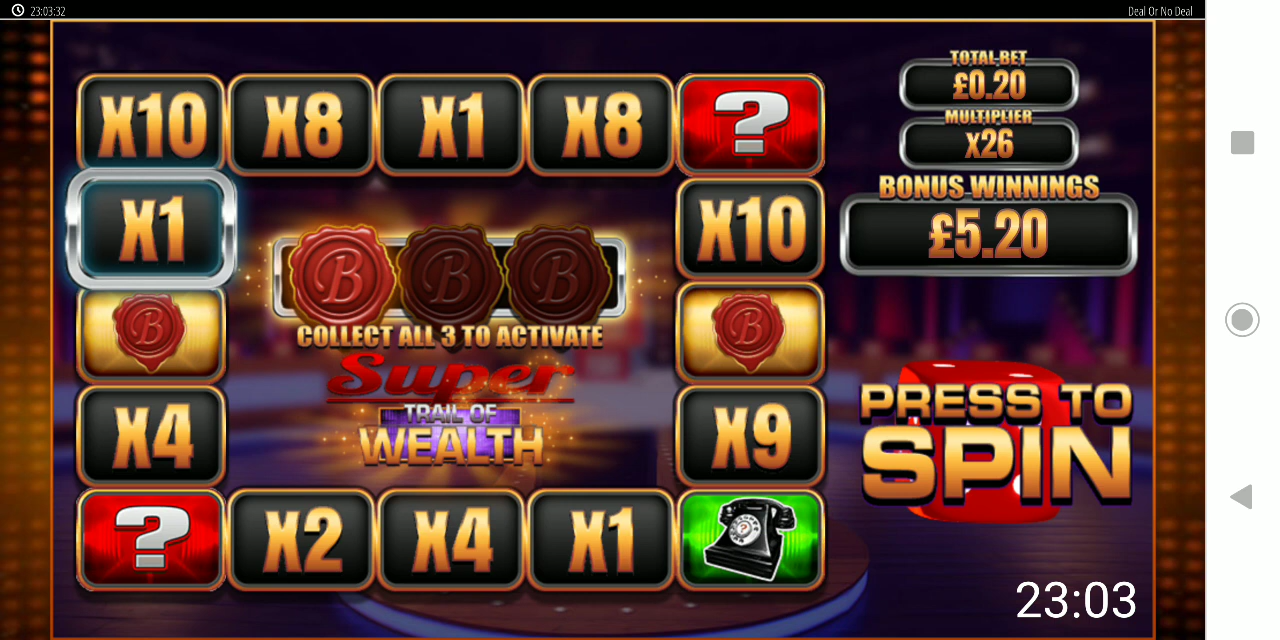 23:03:32
Deal Or No Deal
TOTAL BET
£0.20
MULTIPLIER
X26
BONUS WINNINGS
£5.20
X10 X8 X1 X8 ?
X1 X10
B B B
COLLECT ALL 3 TO ACTIVATE
B B
Super
TRAIL OF
WEALTH
X4 X9
? X2 X4 X1 ?
PRESS TO
SPIN
23:03